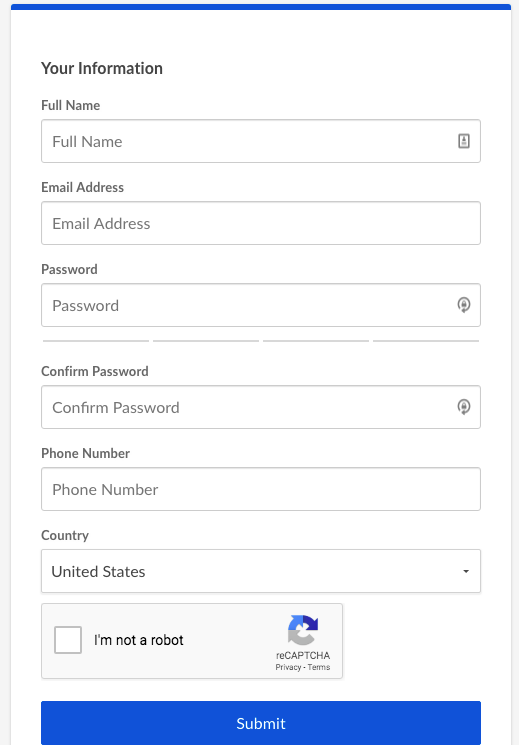 Your Information
Full Name
Full Name
Email Address
Email Address
Password
Password
Confirm Password
Confirm Password
Phone Number
Phone Number
Country
United States
I'm not a robot
reCAPTCHA
Privacy - Terms
Submit